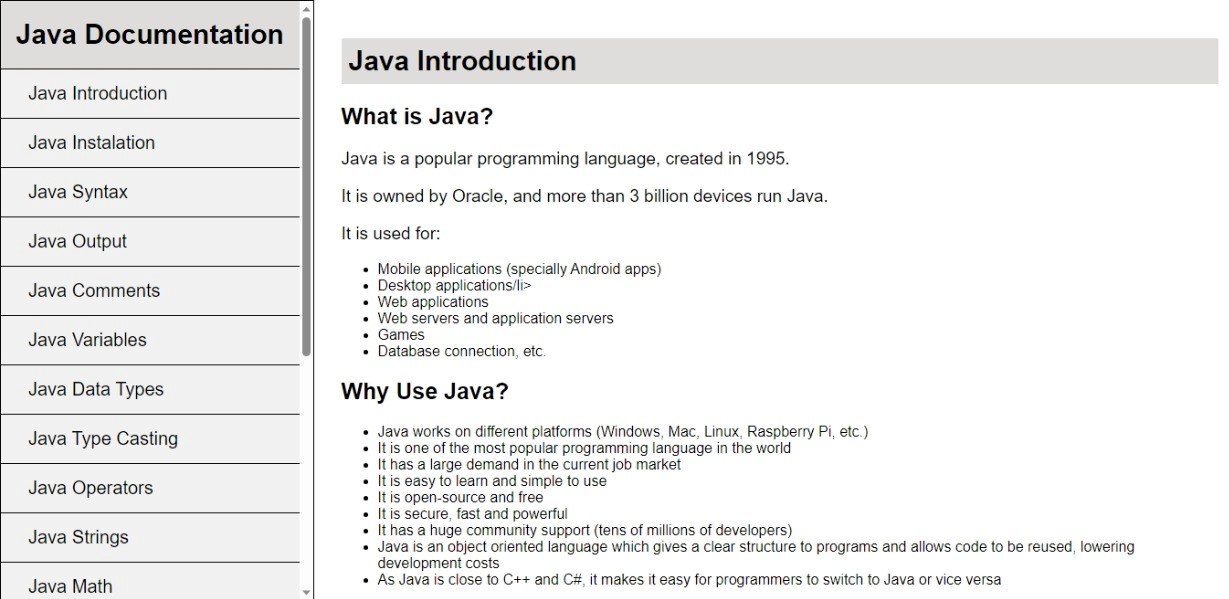 Java Documentation
Java Introduction
Java Instalation
Java Syntax
Java Output
Java Comments
Java Variables
Java Data Types
Java Type Casting
Java Operators
Java Strings
Java Math
Java Introduction
What is Java?
Java is a popular programming language, created in 1995.
It is owned by Oracle, and more than 3 billion devices run Java.
It is used for:
Mobile applications (specially Android apps)
Desktop applications/li>
Web applications
Web servers and application servers
Games
Database connection, etc.
Why Use Java?
Java works on different platforms (Windows, Mac, Linux, Raspberry Pi, etc.)
It is one of the most popular programming language in the world
It has a large demand in the current job market
It is easy to learn and simple to use
It is open-source and free
It is secure, fast and powerful
It has a huge community support (tens of millions of developers)
Java is an object oriented language which gives a clear structure to programs and allows code to be reused, lowering
development costs
As Java is close to C++ and C#, it makes it easy for programmers to switch to Java or vice versa